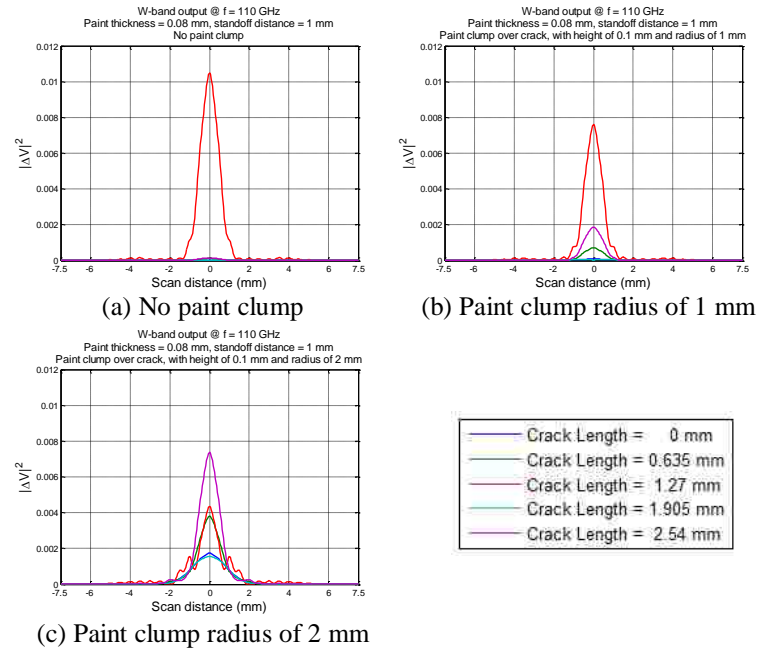 W-band output @ f = 110 GHz
Paint thickness = 0.08 mm, standoff distance = 1 mm
No paint clump
0.012
0.01
0.008
0.006
0.004
0.002
0
|ΔV|²
-7.5 -6 -4 -2 0 2 4 6 7.5
Scan distance (mm)
(a) No paint clump
W-band output @ f = 110 GHz
Paint thickness = 0.08 mm, standoff distance = 1 mm
Paint clump over crack, with height of 0.1 mm and radius of 1 mm
0.012
0.01
0.008
0.006
0.004
0.002
0
|ΔV|²
-7.5 -6 -4 -2 0 2 4 6 7.5
Scan distance (mm)
(b) Paint clump radius of 1 mm
W-band output @ f = 110 GHz
Paint thickness = 0.08 mm, standoff distance = 1 mm
Paint clump over crack, with height of 0.1 mm and radius of 2 mm
0.012
0.01
0.008
0.006
0.004
0.002
0
|ΔV|²
-7.5 -6 -4 -2 0 2 4 6 7.5
Scan distance (mm)
(c) Paint clump radius of 2 mm
Crack Length = 0 mm
Crack Length = 0.635 mm
Crack Length = 1.27 mm
Crack Length = 1.905 mm
Crack Length = 2.54 mm